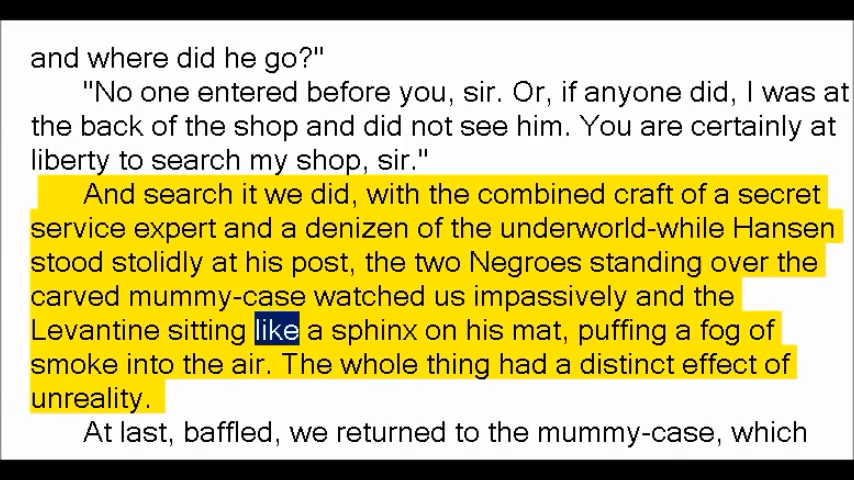 and where did he go?"
"No one entered before you, sir. Or, if anyone did, I was at
the back of the shop and did not see him. You are certainly at
liberty to search my shop, sir."
And search it we did, with the combined craft of a secret
service expert and a denizen of the underworld-while Hansen
stood stolidly at his post, the two Negroes standing over the
carved mummy-case watched us impassively and the
Levantine sitting like a sphinx on his mat, puffing a fog of
smoke into the air. The whole thing had a distinct effect of
unreality.
At last, baffled, we returned to the mummy-case, which